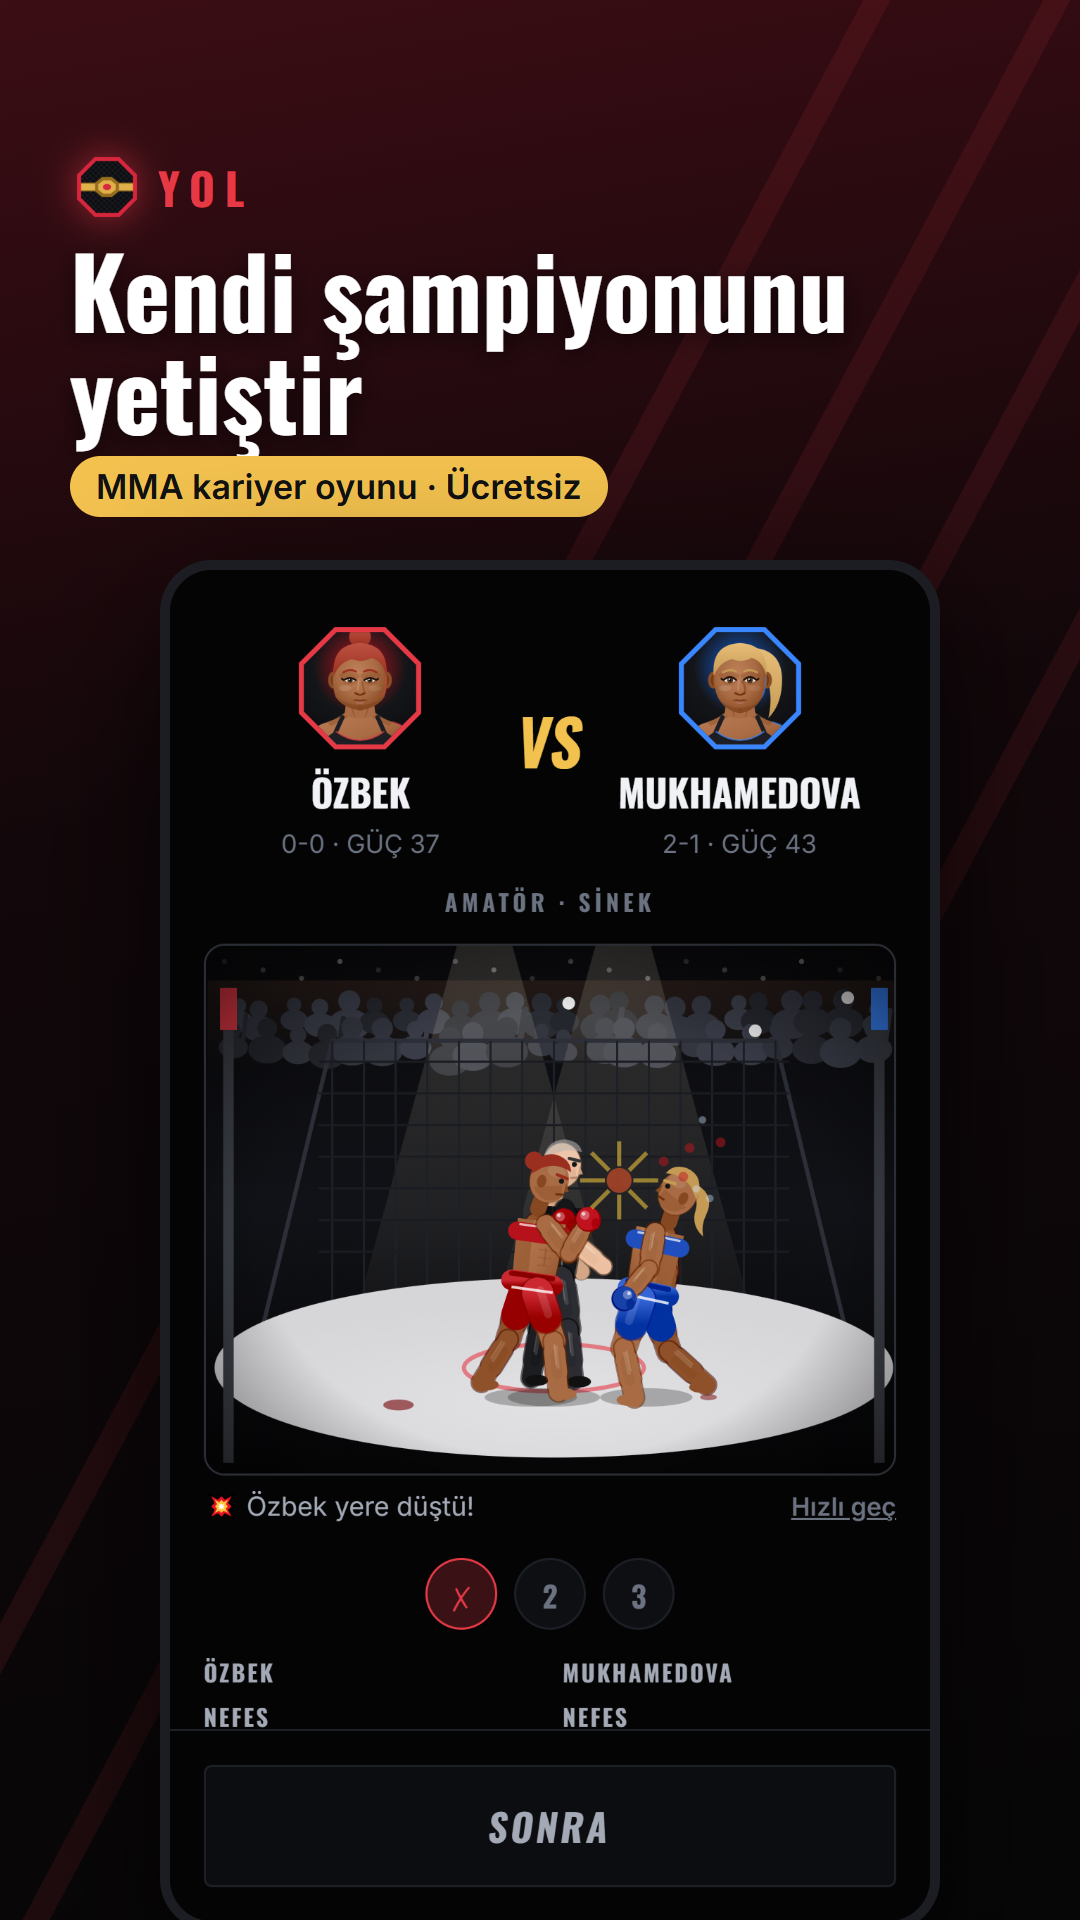 YOL
Kendi şampiyonunu
yetiştir
MMA kariyer oyunu · Ücretsiz
VS
ÖZBEK
MUKHAMEDOVA
0-0 · GÜÇ 37
2-1 · GÜÇ 43
AMATÖR · SİNEK
Özbek yere düştü!
Hızlı geç
X
2
3
ÖZBEK
MUKHAMEDOVA
NEFES
NEFES
SONRA